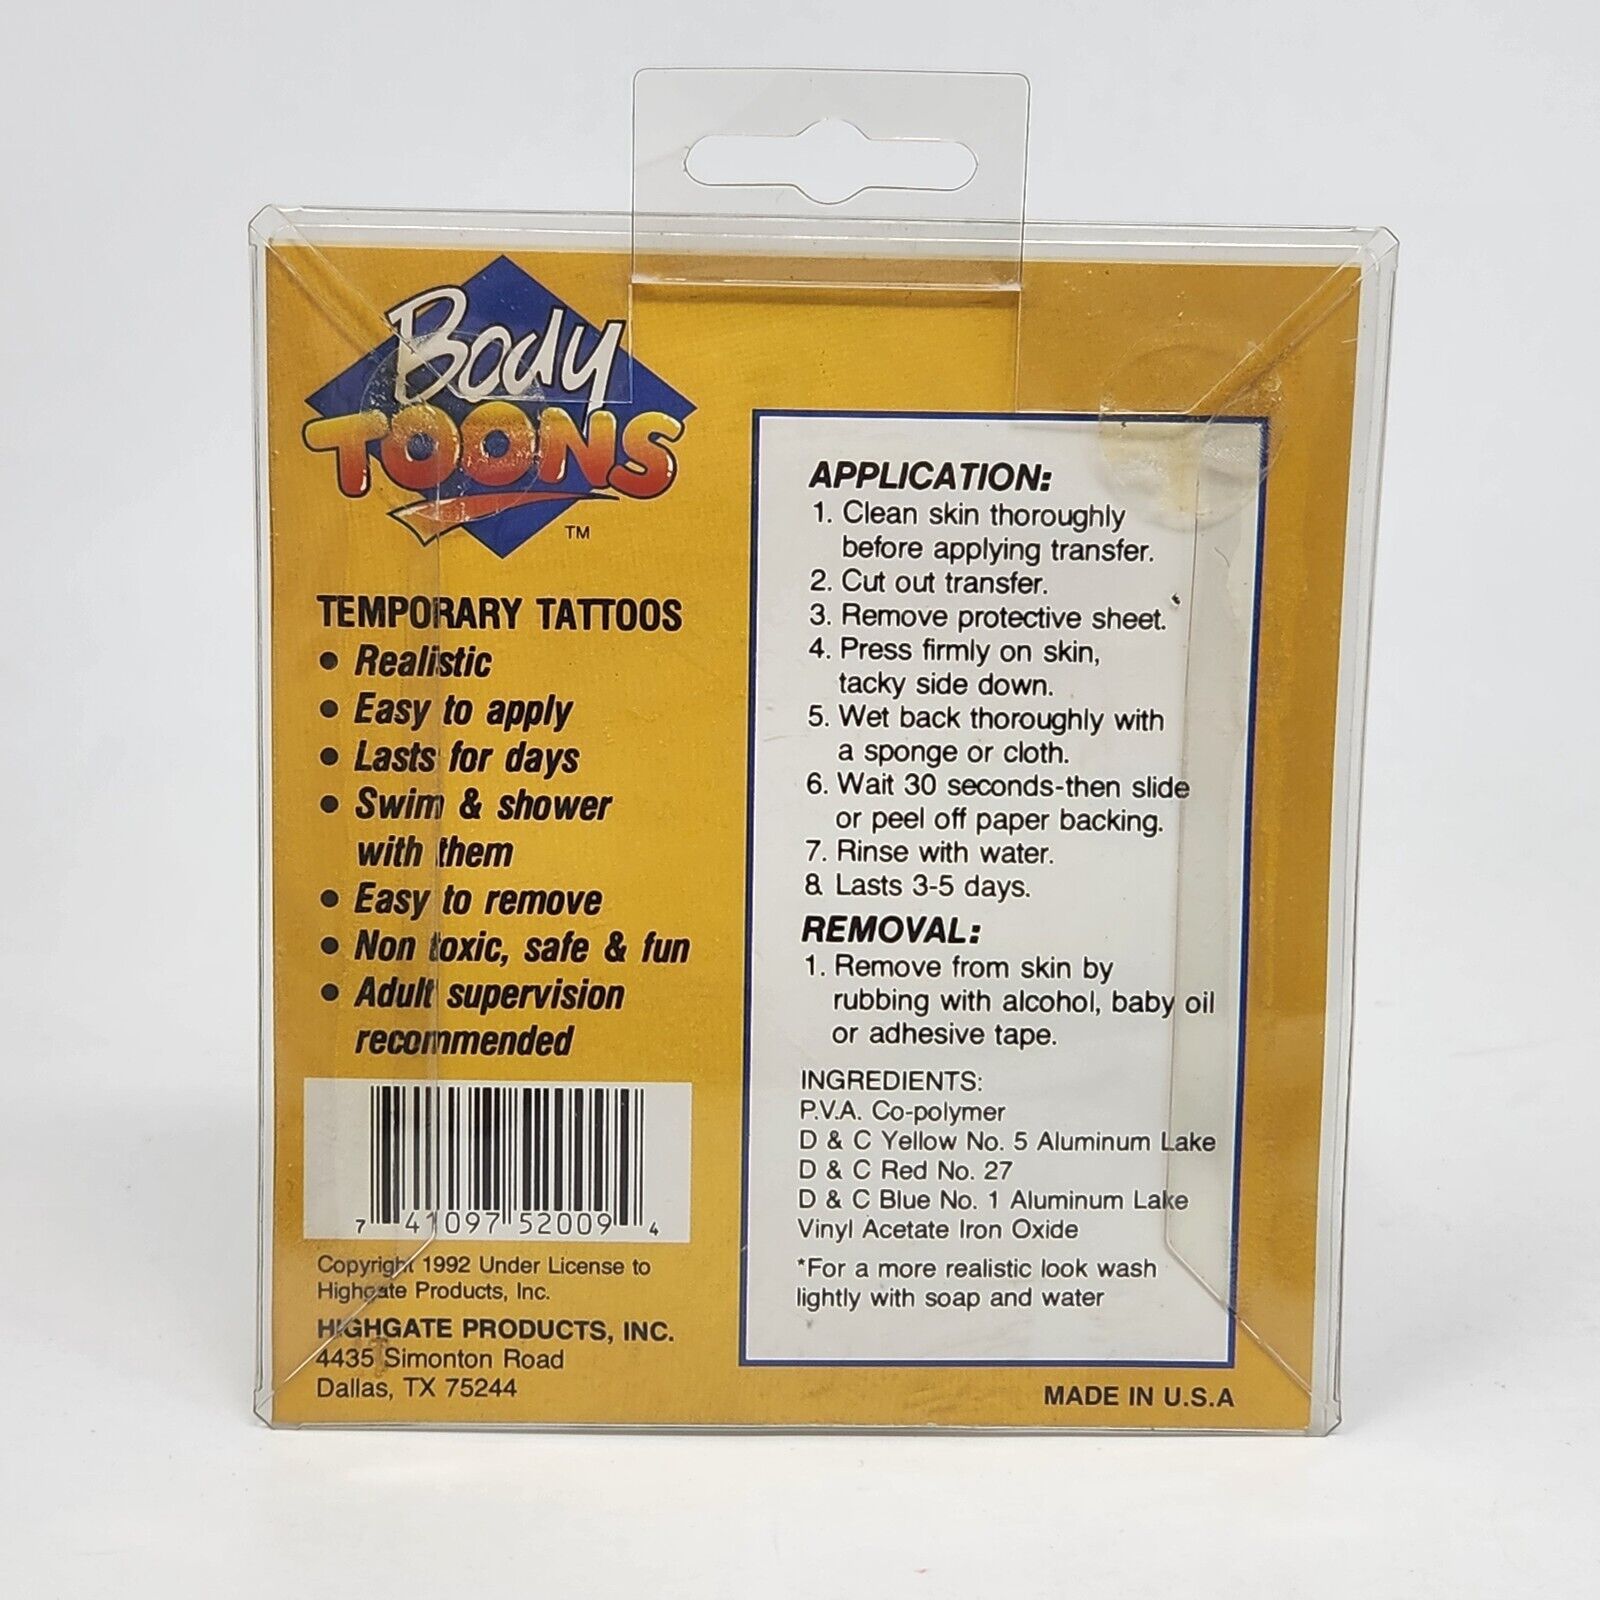 Body
TOONS
TM
TEMPORARY TATTOOS
• Realistic
• Easy to apply
• Lasts for days
• Swim & shower
with them
• Easy to remove
• Non toxic, safe & fun
• Adult supervision
recommended
7 41097 52009 4
Copyright 1992 Under License to
Highgate Products, Inc.
HIGHGATE PRODUCTS, INC.
4435 Simonton Road
Dallas, TX 75244
APPLICATION:
1. Clean skin thoroughly
before applying transfer.
2. Cut out transfer.
3. Remove protective sheet.
4. Press firmly on skin,
tacky side down.
5. Wet back thoroughly with
a sponge or cloth.
6. Wait 30 seconds-then slide
or peel off paper backing.
7. Rinse with water.
8. Lasts 3-5 days.
REMOVAL:
1. Remove from skin by
rubbing with alcohol, baby oil
or adhesive tape.
INGREDIENTS:
P.V.A. Co-polymer
D & C Yellow No. 5 Aluminum Lake
D & C Red No. 27
D & C Blue No. 1 Aluminum Lake
Vinyl Acetate Iron Oxide
*For a more realistic look wash
lightly with soap and water
MADE IN U.S.A